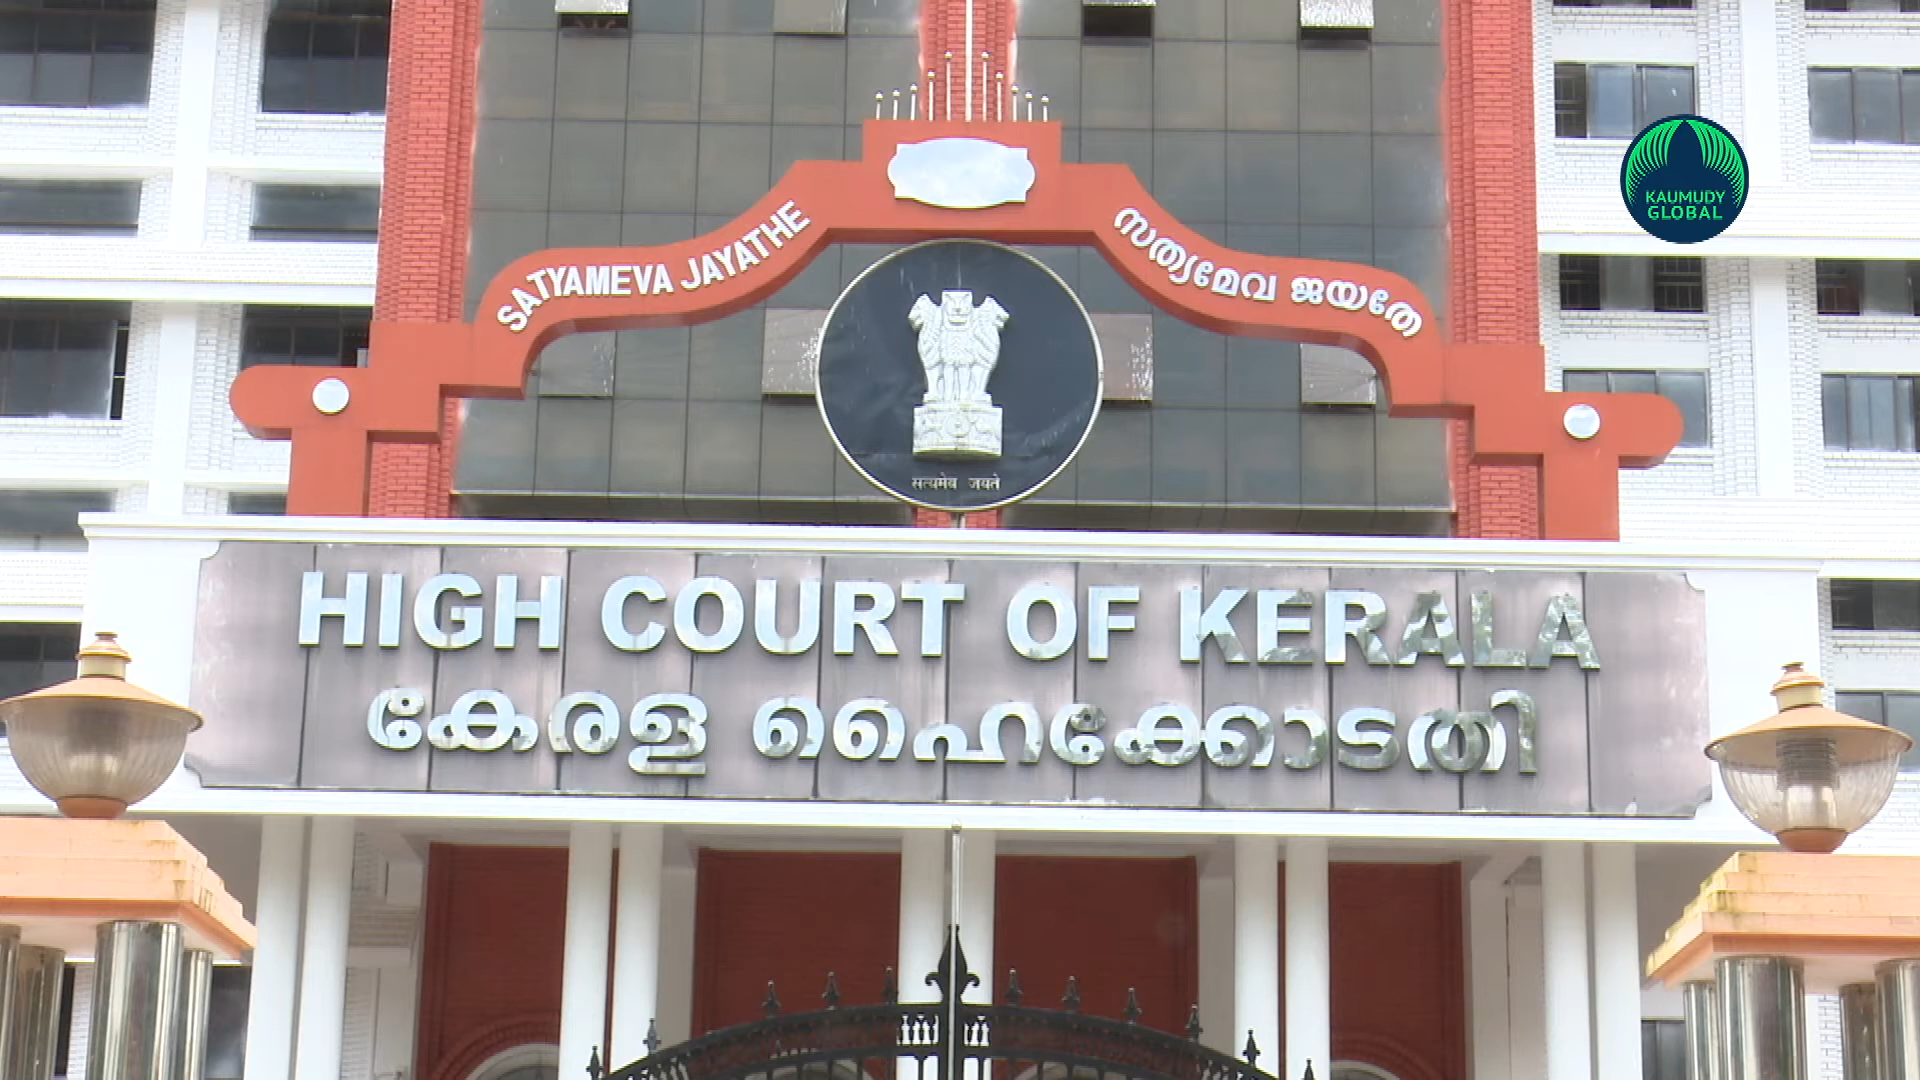 SATYAMEVA JAYATHE
സത്യമേവ ജയതേ
KAUMUDY
GLOBAL
सत्यमेव जयते
HIGH COURT OF KERALA
കേരള ഹൈക്കോടതി